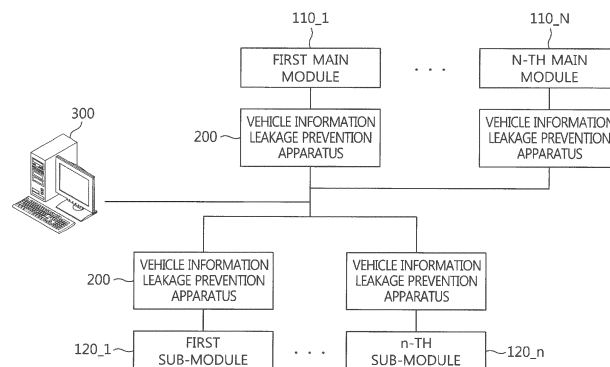 110_1
110_N
FIRST MAIN
MODULE
. . .
N-TH MAIN
MODULE
300
200
VEHICLE INFORMATION
LEAKAGE PREVENTION
APPARATUS
VEHICLE INFORMATION
LEAKAGE PREVENTION
APPARATUS
200
VEHICLE INFORMATION
LEAKAGE PREVENTION
APPARATUS
VEHICLE INFORMATION
LEAKAGE PREVENTION
APPARATUS
120_1
FIRST
SUB-MODULE
. . .
n-TH
SUB-MODULE
120_n